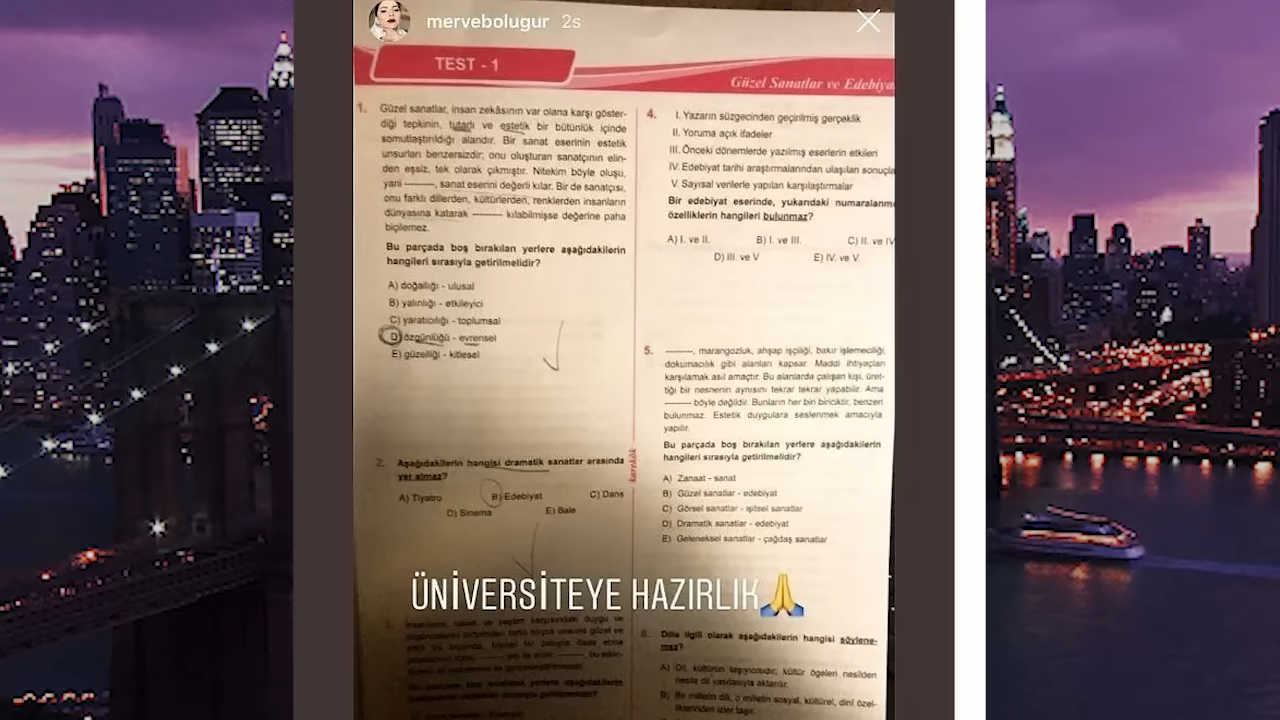 mervebolugur 2s
TEST - 1
Güzel Sanatlar ve Edebiya
1. Güzel sanatlar, insan zekâsının var olana karşı göster-
diği tepkinin, tutarlı ve estetik bir bütünlük içinde
somutlaştırıldığı alandır. Bir sanat eserinin estetik
unsurları benzersizdir; onu oluşturan sanatçının elin-
den eşsiz, tek olarak çıkmıştır. Nitekim böyle oluşu,
yani ---------, sanat eserini değerli kılar. Bir de sanatçısı,
onu farklı dillerden, kültürlerden, renklerden insanların
dünyasına katarak --------- kılabilmişse değerine paha
biçilemez.
Bu parçada boş bırakılan yerlere aşağıdakilerin
hangileri sırasıyla getirilmelidir?
A) doğallığı - ulusal
B) yalınlığı - etkileyici
C) yaratıcılığı - toplumsal
D) özgünlüğü - evrensel
E) güzelliği - kitlesel
2. Aşağıdakilerin hangisi dramatik sanatlar arasında
yer almaz?
A) Tiyatro B) Edebiyat C) Dans
D) Sinema E) Bale
karekök
4. I. Yazarın süzgecinden geçirilmiş gerçeklik
II. Yoruma açık ifadeler
III. Önceki dönemlerde yazılmış eserlerin etkileri
IV. Edebiyat tarihi araştırmalarından ulaşılan sonuçla
V. Sayısal verilerle yapılan karşılaştırmalar
Bir edebiyat eserinde, yukarıdaki numaralanm
özelliklerin hangileri bulunmaz?
A) I. ve II. B) I. ve III. C) II. ve IV
D) III. ve V E) IV. ve V.
5. ---------, marangozluk, ahşap işçiliği, bakır işlemeciliği,
dokumacılık gibi alanları kapsar. Maddi ihtiyaçları
karşılamak asıl amaçtır. Bu alanlarda çalışan kişi, üret-
tiği bir nesnenin aynısını tekrar tekrar yapabilir. Ama
--------- böyle değildir. Bunların her biri biriciktir, benzeri
bulunmaz. Estetik duygulara seslenmek amacıyla
yapılır.
Bu parçada boş bırakılan yerlere aşağıdakilerin
hangileri sırasıyla getirilmelidir?
A) Zanaat - sanat
B) Güzel sanatlar - edebiyat
C) Görsel sanatlar - işitsel sanatlar
D) Dramatik sanatlar - edebiyat
E) Geleneksel sanatlar - çağdaş sanatlar
ÜNİVERSİTEYE HAZIRLIK🙏
6. Dille ilgili olarak aşağıdakilerin hangisi söylene-
mez?
A) Dil, kültürün taşıyıcısıdır; kültür ögeleri nesilden
nesile dil vasıtasıyla aktarılır.
B) Bir milletin dili, o milletin sosyal, kültürel, dinî özel-
liklerinden izler taşır.